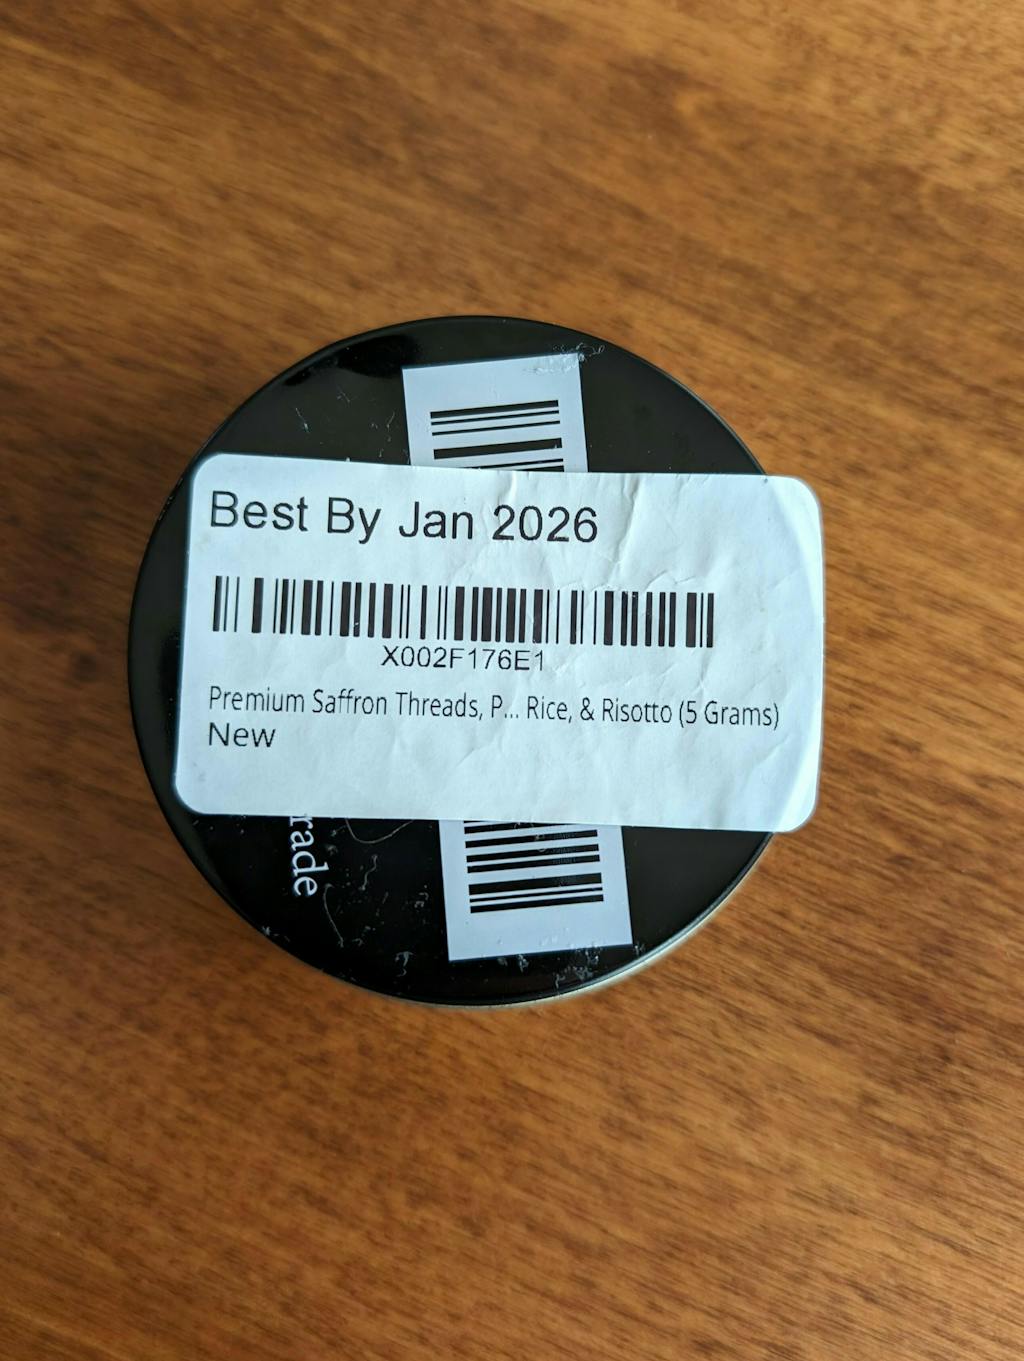 Best By Jan 2026
X002F176E1
Premium Saffron Threads, P... Rice, & Risotto (5 Grams)
New
rade